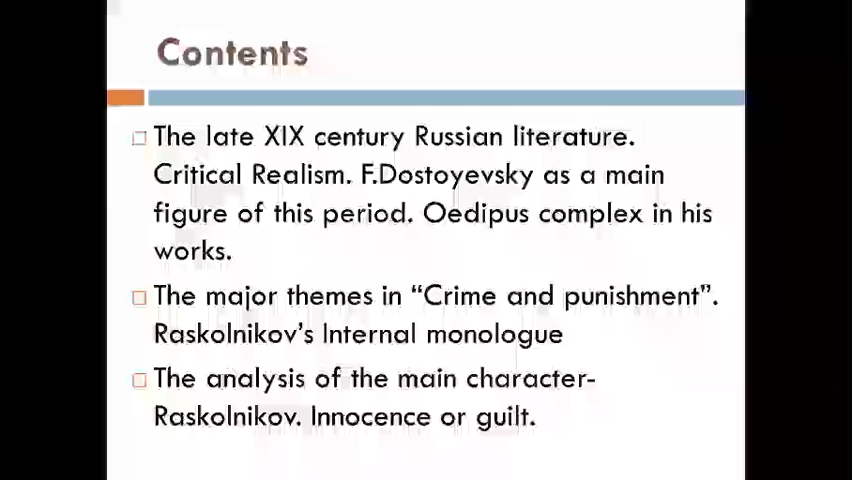 Contents
The late XIX century Russian literature.
Critical Realism. F.Dostoyevsky as a main
figure of this period. Oedipus complex in his
works.
The major themes in “Crime and punishment”.
Raskolnikov’s Internal monologue
The analysis of the main character-
Raskolnikov. Innocence or guilt.